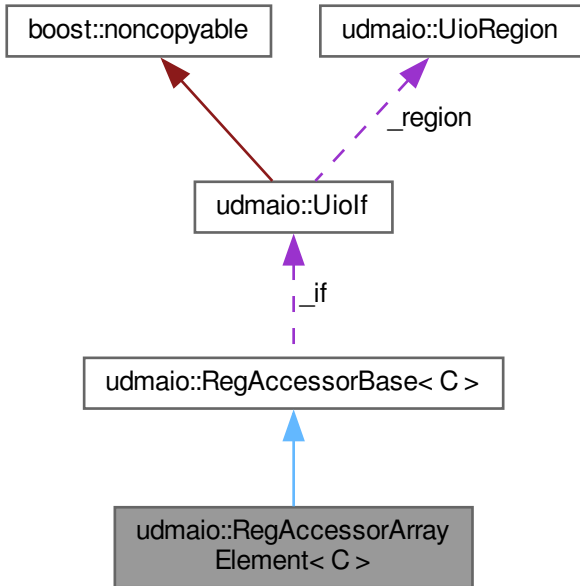 boost::noncopyable
udmaio::UioRegion
_region
udmaio::UioIf
_if
udmaio::RegAccessorBase< C >
udmaio::RegAccessorArray
Element< C >